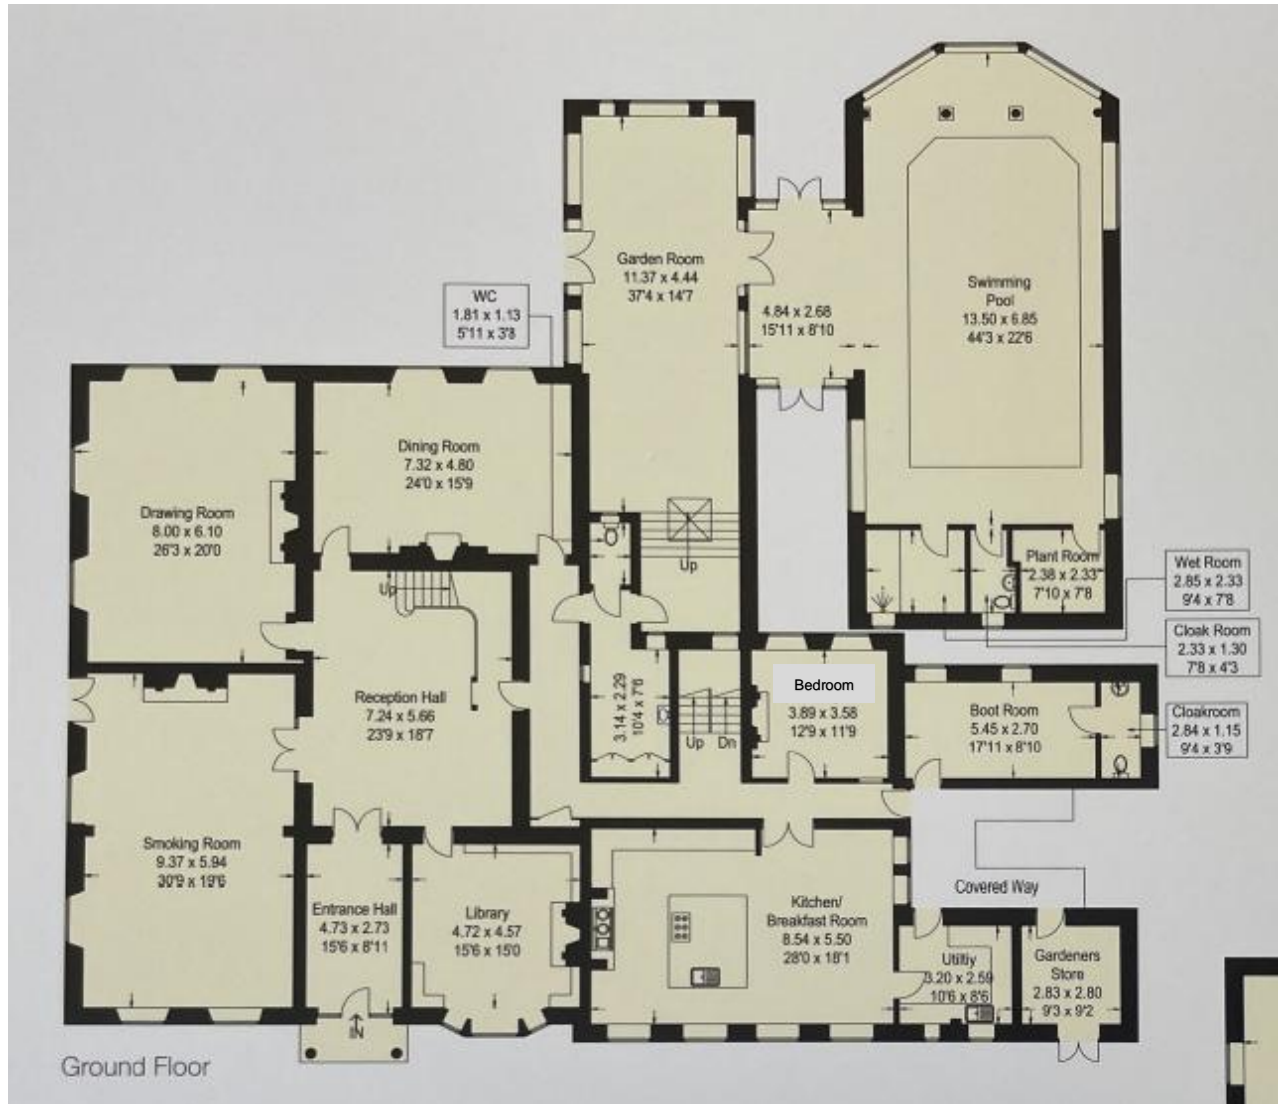 Garden Room
11.37 x 4.44
37'4 x 14'7
Swimming
Pool
13.50 x 6.85
44'3 x 22'6
WC
1.81 x 1.13
5'11 x 3'8
4.84 x 2.68
15'11 x 8'10
Dining Room
7.32 x 4.80
24'0 x 15'9
Drawing Room
8.00 x 6.10
26'3 x 20'0
Up
Up
Plant Room
2.38 x 2.33
7'10 x 7'8
Wet Room
2.85 x 2.33
9'4 x 7'8
Cloak Room
2.33 x 1.30
7'8 x 4'3
Reception Hall
7.24 x 5.66
23'9 x 18'7
3.14 x 2.29
10'4 x 7'6
Up
Dn
Bedroom
3.89 x 3.58
12'9 x 11'9
Boot Room
5.45 x 2.70
17'11 x 8'10
Cloakroom
2.84 x 1.15
9'4 x 3'9
Smoking Room
9.37 x 5.94
30'9 x 19'6
Entrance Hall
4.73 x 2.73
15'6 x 8'11
Library
4.72 x 4.57
15'6 x 15'0
Kitchen/
Breakfast Room
8.54 x 5.50
28'0 x 18'1
Covered Way
Utiltiy
3.20 x 2.59
10'6 x 8'6
Gardeners
Store
2.83 x 2.80
9'3 x 9'2
IN
Ground Floor